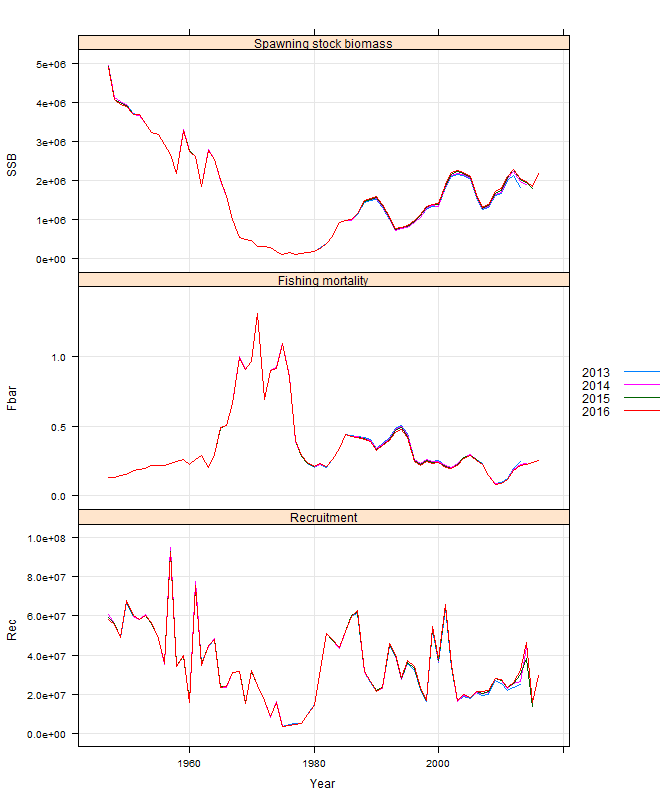 Spawning stock biomass
5e+06
4e+06
3e+06
2e+06
1e+06
0e+00
SSB
Fishing mortality
1.0
0.5
0.0
Fbar
2013
2014
2015
2016
Recruitment
1.0e+08
8.0e+07
6.0e+07
4.0e+07
2.0e+07
0.0e+00
Rec
1960
1980
2000
Year